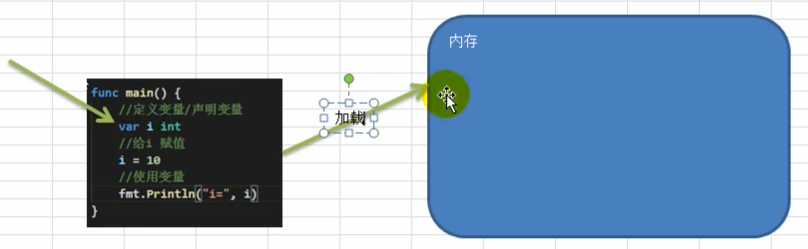 func main() {
//定义变量/声明变量
var i int
//给i 赋值
i = 10
//使用变量
fmt.Println("i=", i)
}
加载
内存